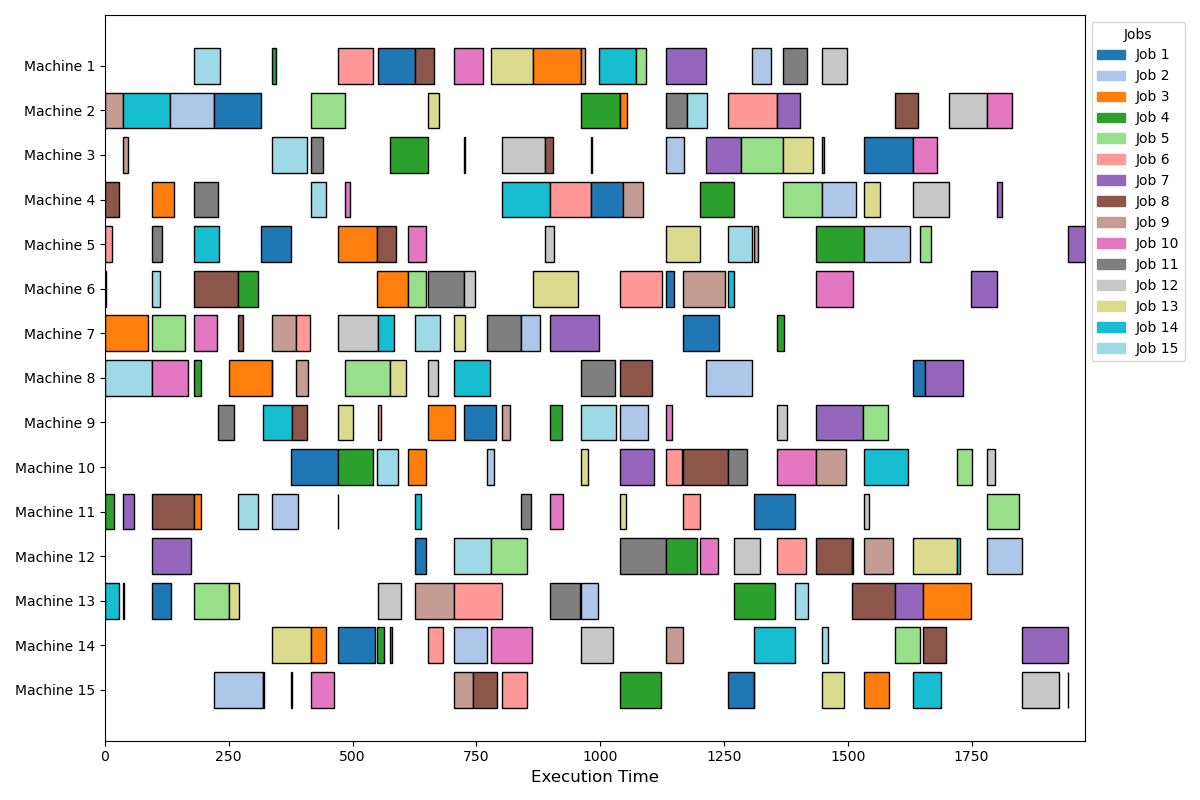 Machine 1
Machine 2
Machine 3
Machine 4
Machine 5
Machine 6
Machine 7
Machine 8
Machine 9
Machine 10
Machine 11
Machine 12
Machine 13
Machine 14
Machine 15
0 250 500 750 1000 1250 1500 1750
Execution Time
Jobs
Job 1
Job 2
Job 3
Job 4
Job 5
Job 6
Job 7
Job 8
Job 9
Job 10
Job 11
Job 12
Job 13
Job 14
Job 15